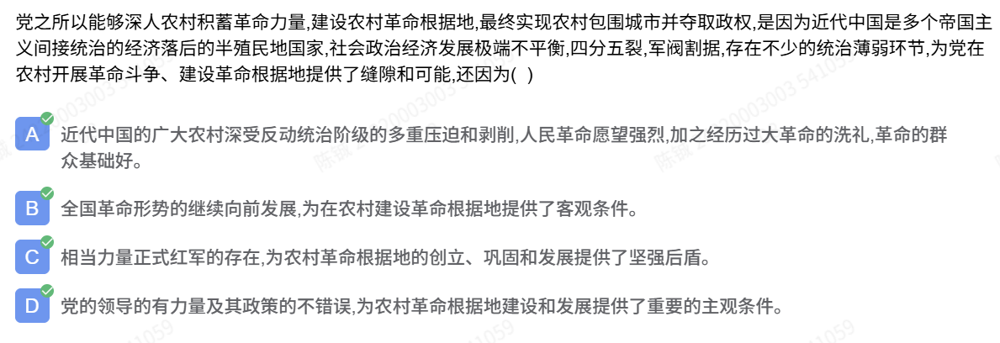 党之所以能够深入农村积蓄革命力量,建设农村革命根据地,最终实现农村包围城市并夺取政权,是因为近代中国是多个帝国主
义间接统治的经济落后的半殖民地国家,社会政治经济发展极端不平衡,四分五裂,军阀割据,存在不少的统治薄弱环节,为党在
农村开展革命斗争、建设革命根据地提供了缝隙和可能,还因为( )
A 近代中国的广大农村深受反动统治阶级的多重压迫和剥削,人民革命愿望强烈,加之经历过大革命的洗礼,革命的群
众基础好。
B 全国革命形势的继续向前发展,为在农村建设革命根据地提供了客观条件。
C 相当力量正式红军的存在,为农村革命根据地的创立、巩固和发展提供了坚强后盾。
D 党的领导的有力量及其政策的不错误,为农村革命根据地建设和发展提供了重要的主观条件。